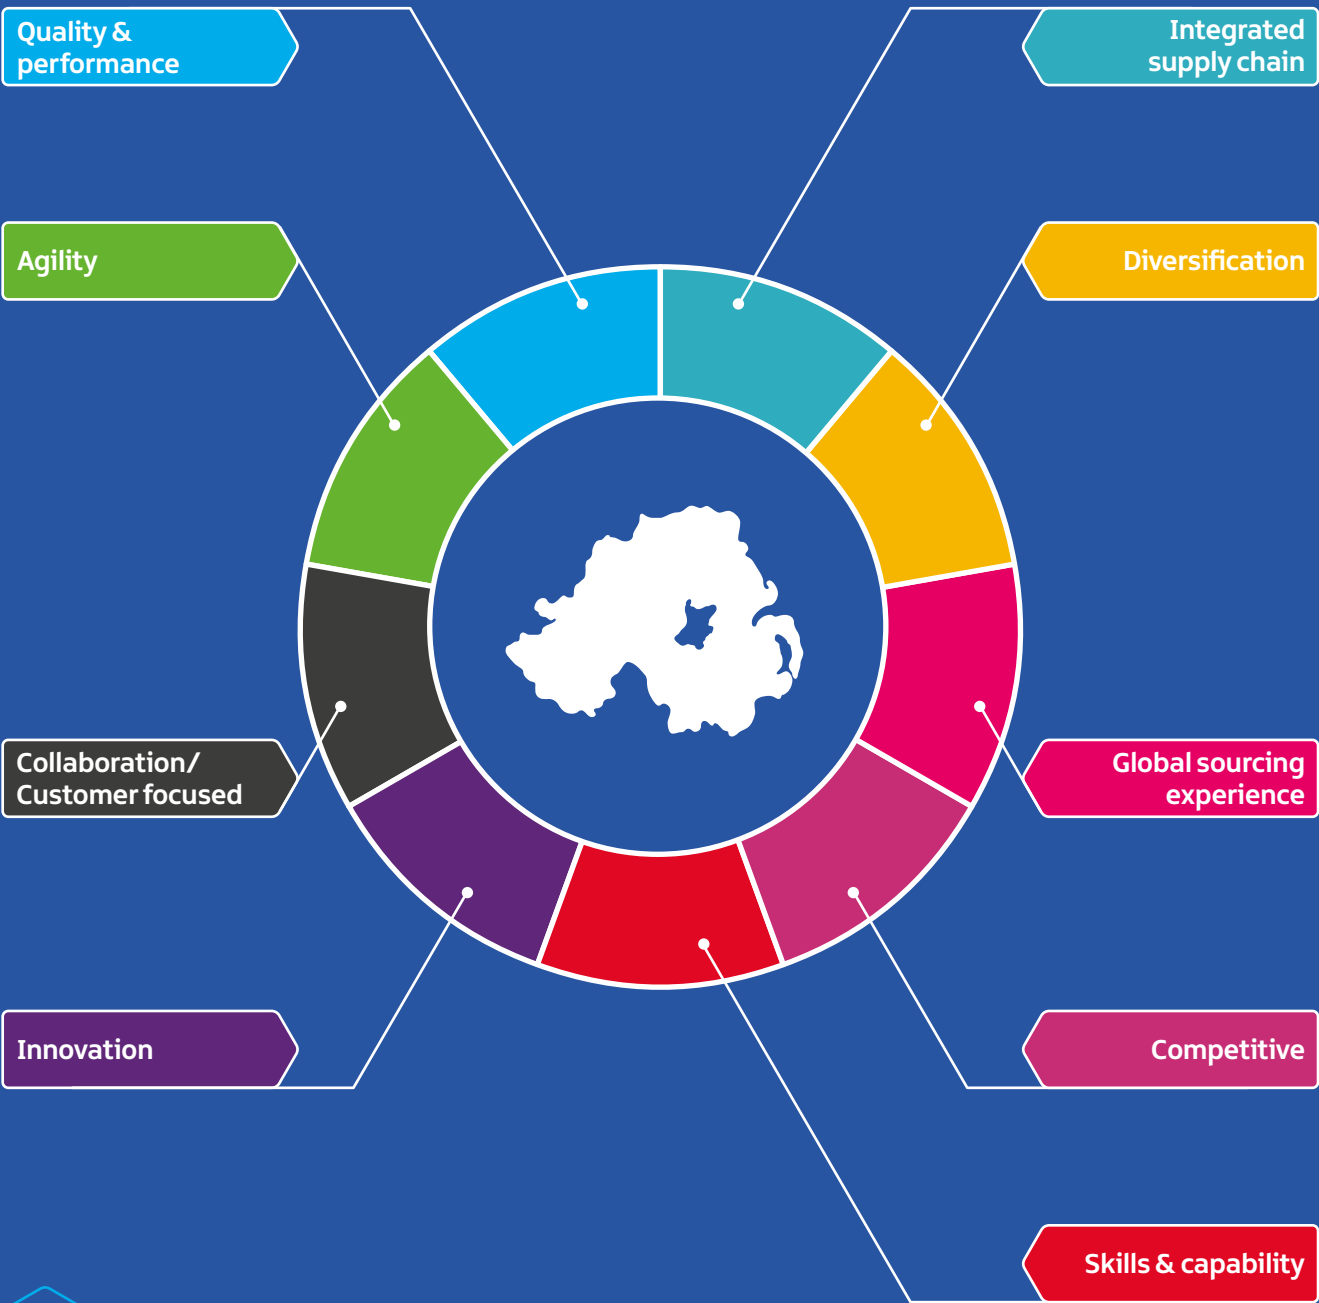 Quality &
performance
Integrated
supply chain
Agility
Diversification
Collaboration/
Customer focused
Global sourcing
experience
Innovation
Competitive
Skills & capability